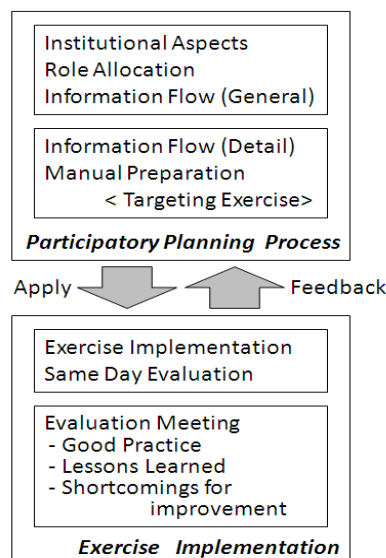 Institutional Aspects
Role Allocation
Information Flow (General)
Information Flow (Detail)
Manual Preparation
< Targeting Exercise>
Participatory Planning Process
Apply
Feedback
Exercise Implementation
Same Day Evaluation
Evaluation Meeting
- Good Practice
- Lessons Learned
- Shortcomings for
improvement
Exercise Implementation